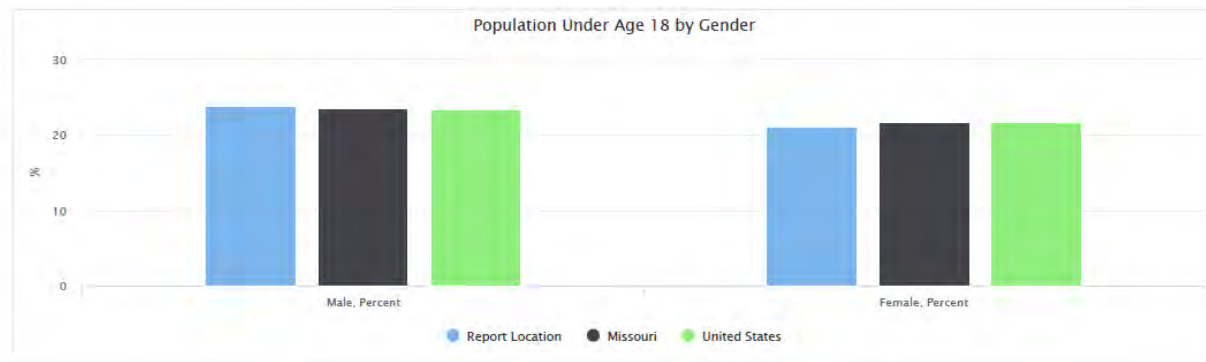 Population Under Age 18 by Gender
30
20
10
0
%
Male, Percent
Female, Percent
Report Location Missouri United States